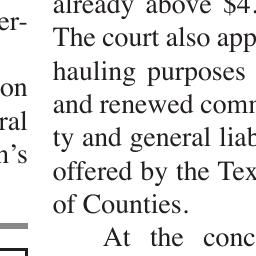 er-
on
ral
n's
already above $4.
The court also app
hauling purposes
and renewed comm
ty and general liab
offered by the Tex
of Counties.
At the conc